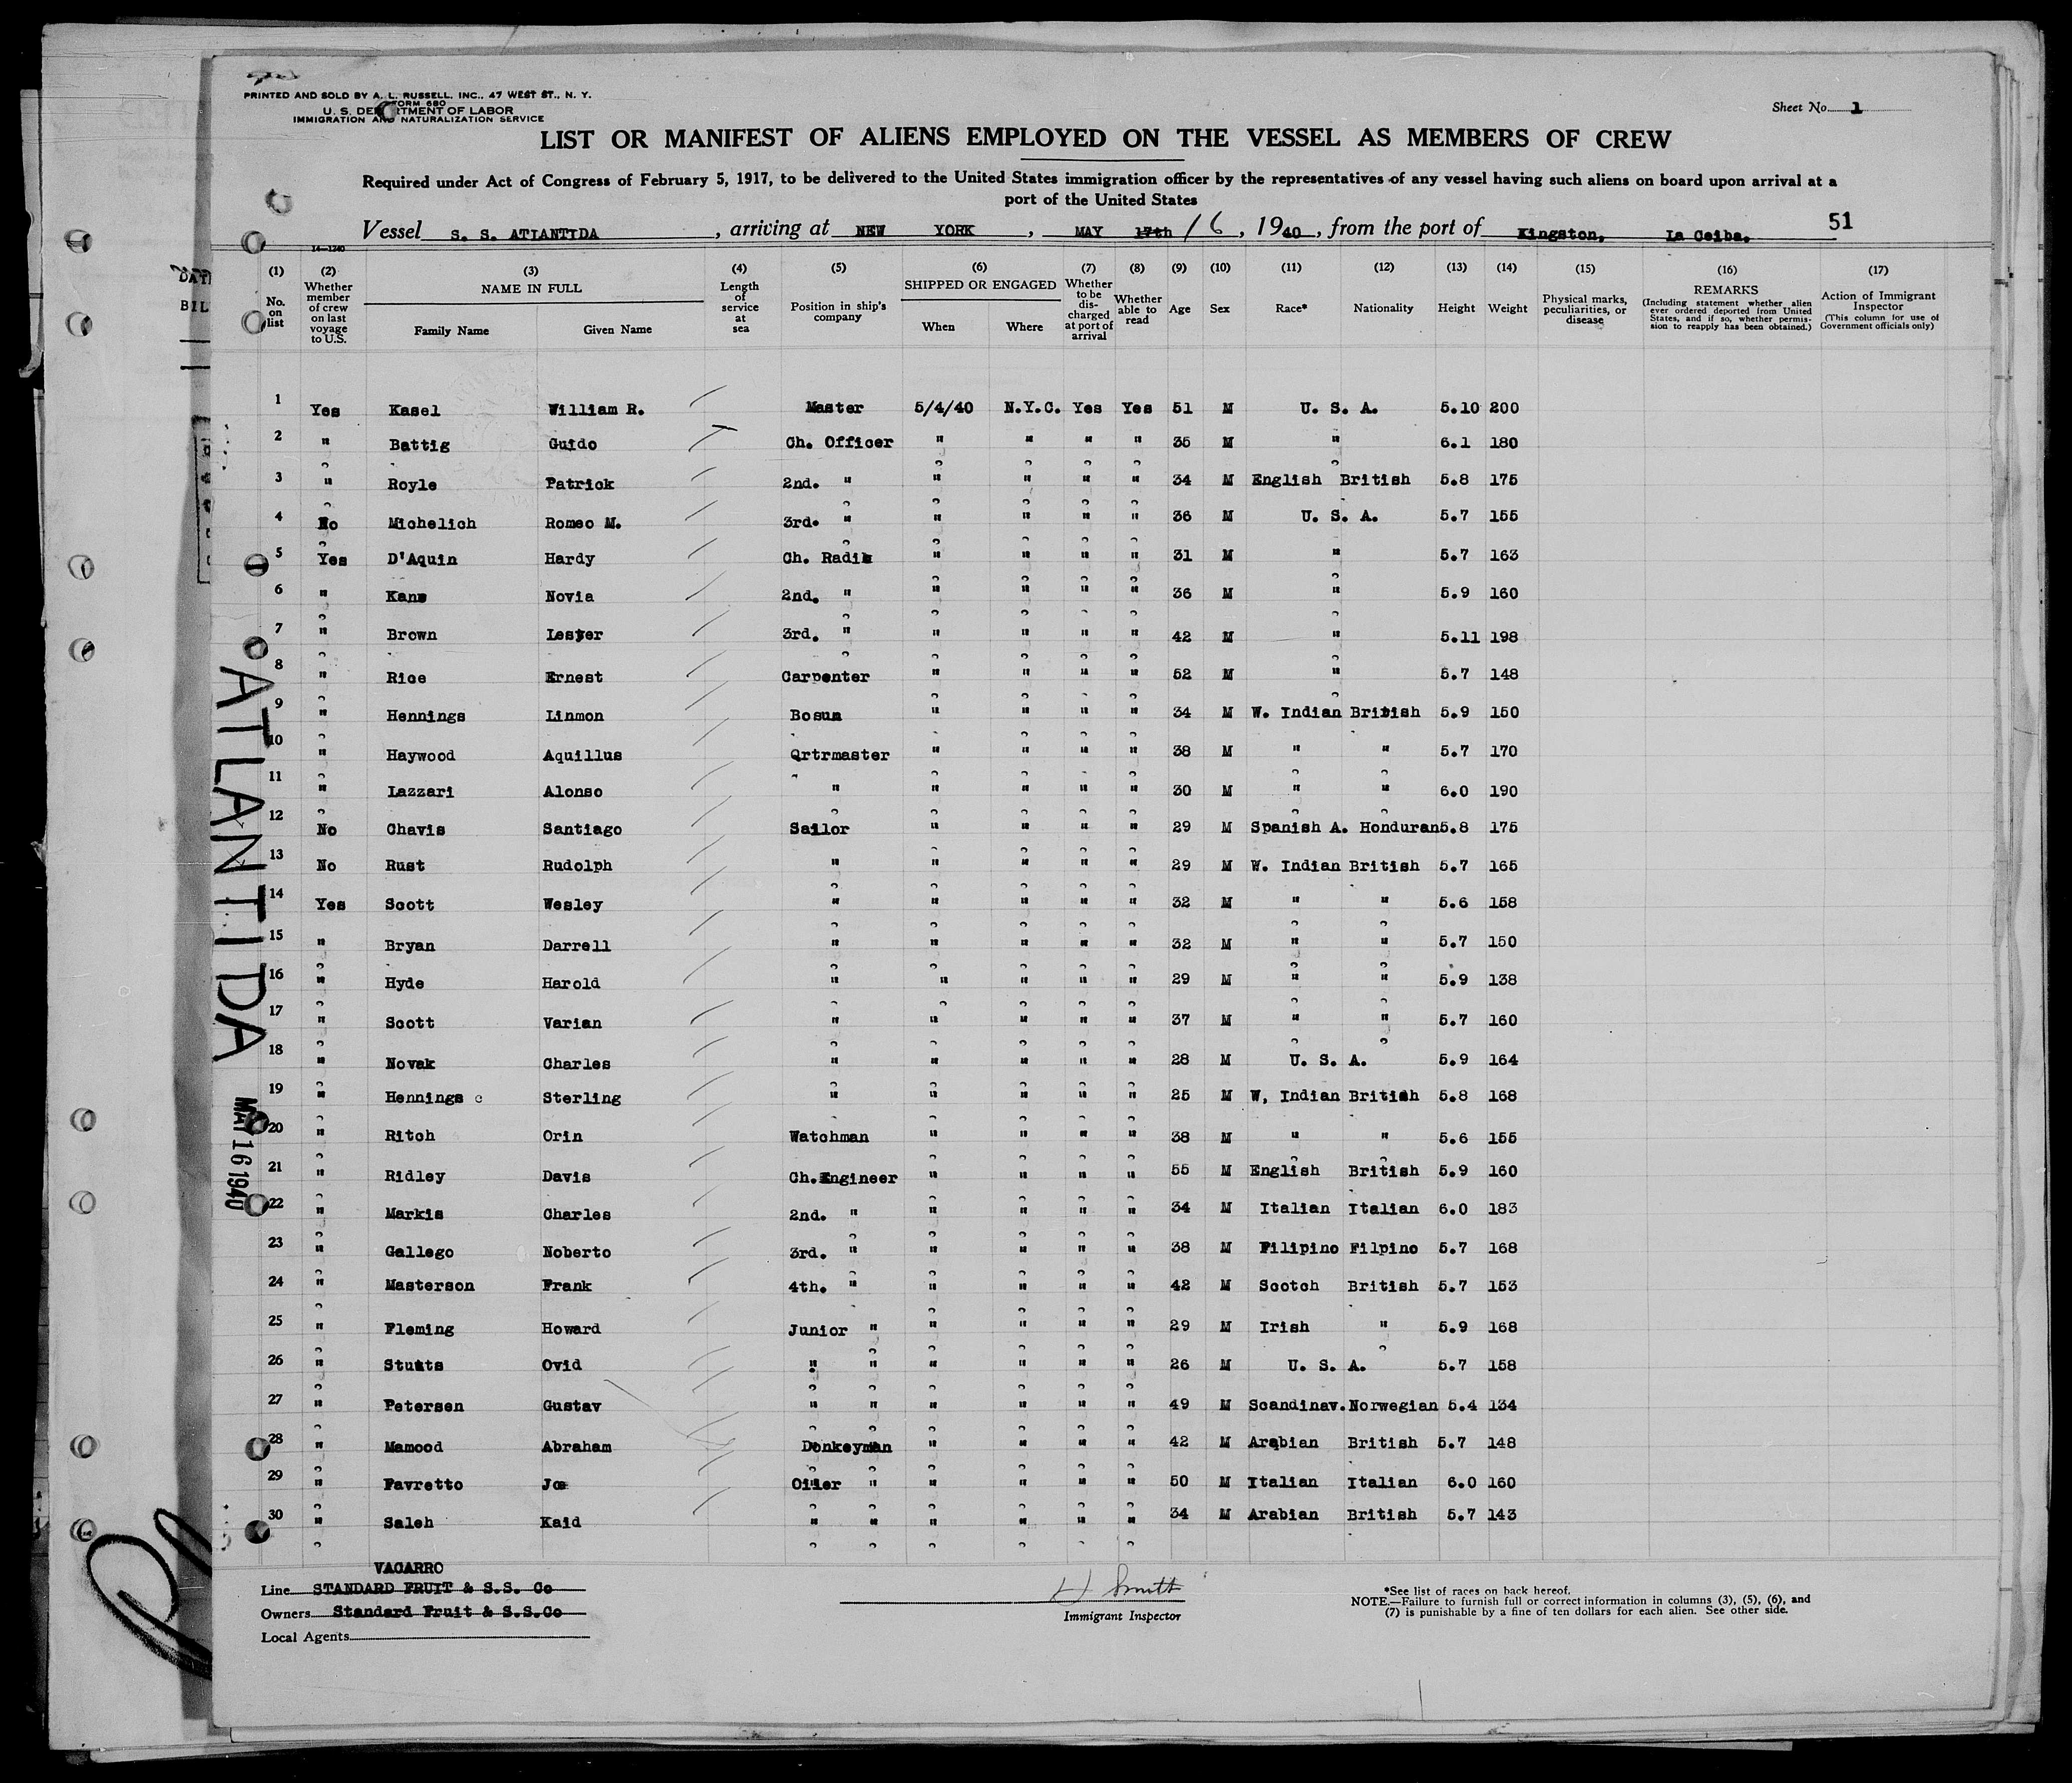 PRINTED AND SOLD BY A. L. RUSSELL, INC., 47 WEST ST., N. Y.
FORM 680
U. S. DEPARTMENT OF LABOR
IMMIGRATION AND NATURALIZATION SERVICE
Sheet No. 1
LIST OR MANIFEST OF ALIENS EMPLOYED ON THE VESSEL AS MEMBERS OF CREW
Required under Act of Congress of February 5, 1917, to be delivered to the United States immigration officer by the representatives of any vessel having such aliens on board upon arrival at a
port of the United States
Vessel S. S. ATLANTIDA, arriving at NEW YORK, MAY 17th 16, 1940, from the port of Kingston, La Ceiba. 51
14-1240
(1) (2) (3) (4) (5) (6) (7) (8) (9) (10) (11) (12) (13) (14) (15) (16) (17)
No. on list
Whether member of crew on last voyage to U.S.
NAME IN FULL
Family Name Given Name
Length of service at sea
Position in ship's company
SHIPPED OR ENGAGED
When Where
Whether to be discharged at port of arrival
Whether able to read
Age Sex Race* Nationality Height Weight
Physical marks, peculiarities, or disease
REMARKS
(Including statement whether alien ever ordered deported from United States, and if so, whether permission to reapply has been obtained.)
Action of Immigrant Inspector
(This column for use of Government officials only)
1 Yes Kasel William R. Master 5/4/40 N.Y.C. Yes Yes 51 M U. S. A. 5.10 200
2 " Battig Guido Ch. Officer " " " " 35 M " 6.1 180
3 " Royle Patrick 2nd. " " " " " 34 M English British 5.8 175
4 No Michelich Romeo M. 3rd. " " " " " 36 M U. S. A. 5.7 155
5 Yes D'Aquin Hardy Ch. Radio " " " " 31 M " 5.7 163
6 " Kans Novia 2nd. " " " " " 36 M " 5.9 160
7 " Brown Lester 3rd. " " " " " 42 M " 5.11 198
8 " Rice Ernest Carpenter " " " " 52 M " 5.7 148
9 " Hennings Linmon Bosun " " " " 34 M W. Indian British 5.9 150
10 " Haywood Aquillus Qrtrmaster " " " " 38 M " " 5.7 170
11 " Lazzari Alonso " " " " " 30 M " " 6.0 190
12 No Chavis Santiago Sailor " " " " 29 M Spanish A. Honduran 5.8 175
13 No Rust Rudolph " " " " " 29 M W. Indian British 5.7 165
14 Yes Scott Wesley " " " " " 32 M " " 5.6 158
15 " Bryan Darrell " " " " " 32 M " " 5.7 150
16 " Hyde Harold " " " " " 29 M " " 5.9 138
17 " Scott Varian " " " " " 37 M " " 5.7 160
18 " Novak Charles " " " " " 28 M U. S. A. 5.9 164
19 " Hennings Sterling " " " " " 25 M W, Indian British 5.8 168
20 " Ritch Orin Watchman " " " " 38 M " " 5.6 155
21 " Ridley Davis Ch.Engineer " " " " 55 M English British 5.9 160
22 " Markis Charles 2nd. " " " " " 34 M Italian Italian 6.0 183
23 " Gallego Noberto 3rd. " " " " " 38 M Filipino Filpino 5.7 168
24 " Masterson Frank 4th. " " " " " 42 M Scotch British 5.7 153
25 " Fleming Howard Junior " " " " " 29 M Irish " 5.9 168
26 " Stutts Ovid " " " " " " 26 M U. S. A. 5.7 158
27 " Petersen Gustav " " " " " " 49 M Scandinav. Norwegian 5.4 134
28 " Mamood Abraham Donkeyman " " " " 42 M Arabian British 5.7 148
29 " Favretto Joe Oiler " " " " " 50 M Italian Italian 6.0 160
30 " Saleh Kaid " " " " " " 34 M Arabian British 5.7 143
VACARRO
Line STANDARD FRUIT & S.S. Co
Owners Standard Fruit & S.S.Co
Local Agents
H Smith
Immigrant Inspector
*See list of races on back hereof.
NOTE.—Failure to furnish full or correct information in columns (3), (5), (6), and
(7) is punishable by a fine of ten dollars for each alien. See other side.
ATLANTIDA
MAY 16 1940
DAT
BIL